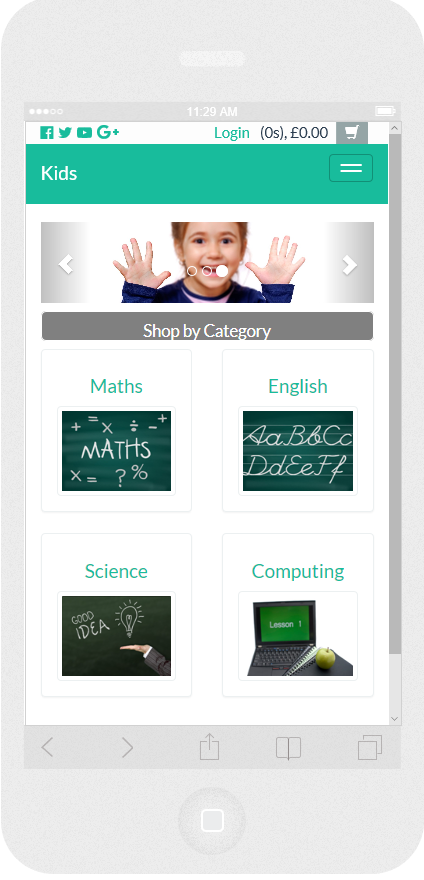 11:29 AM
Login (0s), £0.00
Kids
Shop by Category
Maths English
+ = × ÷ − +
MATHS
× = ? %
AaBbCc
DdEeFf
Science Computing
GOOD
IDEA
Lesson 1